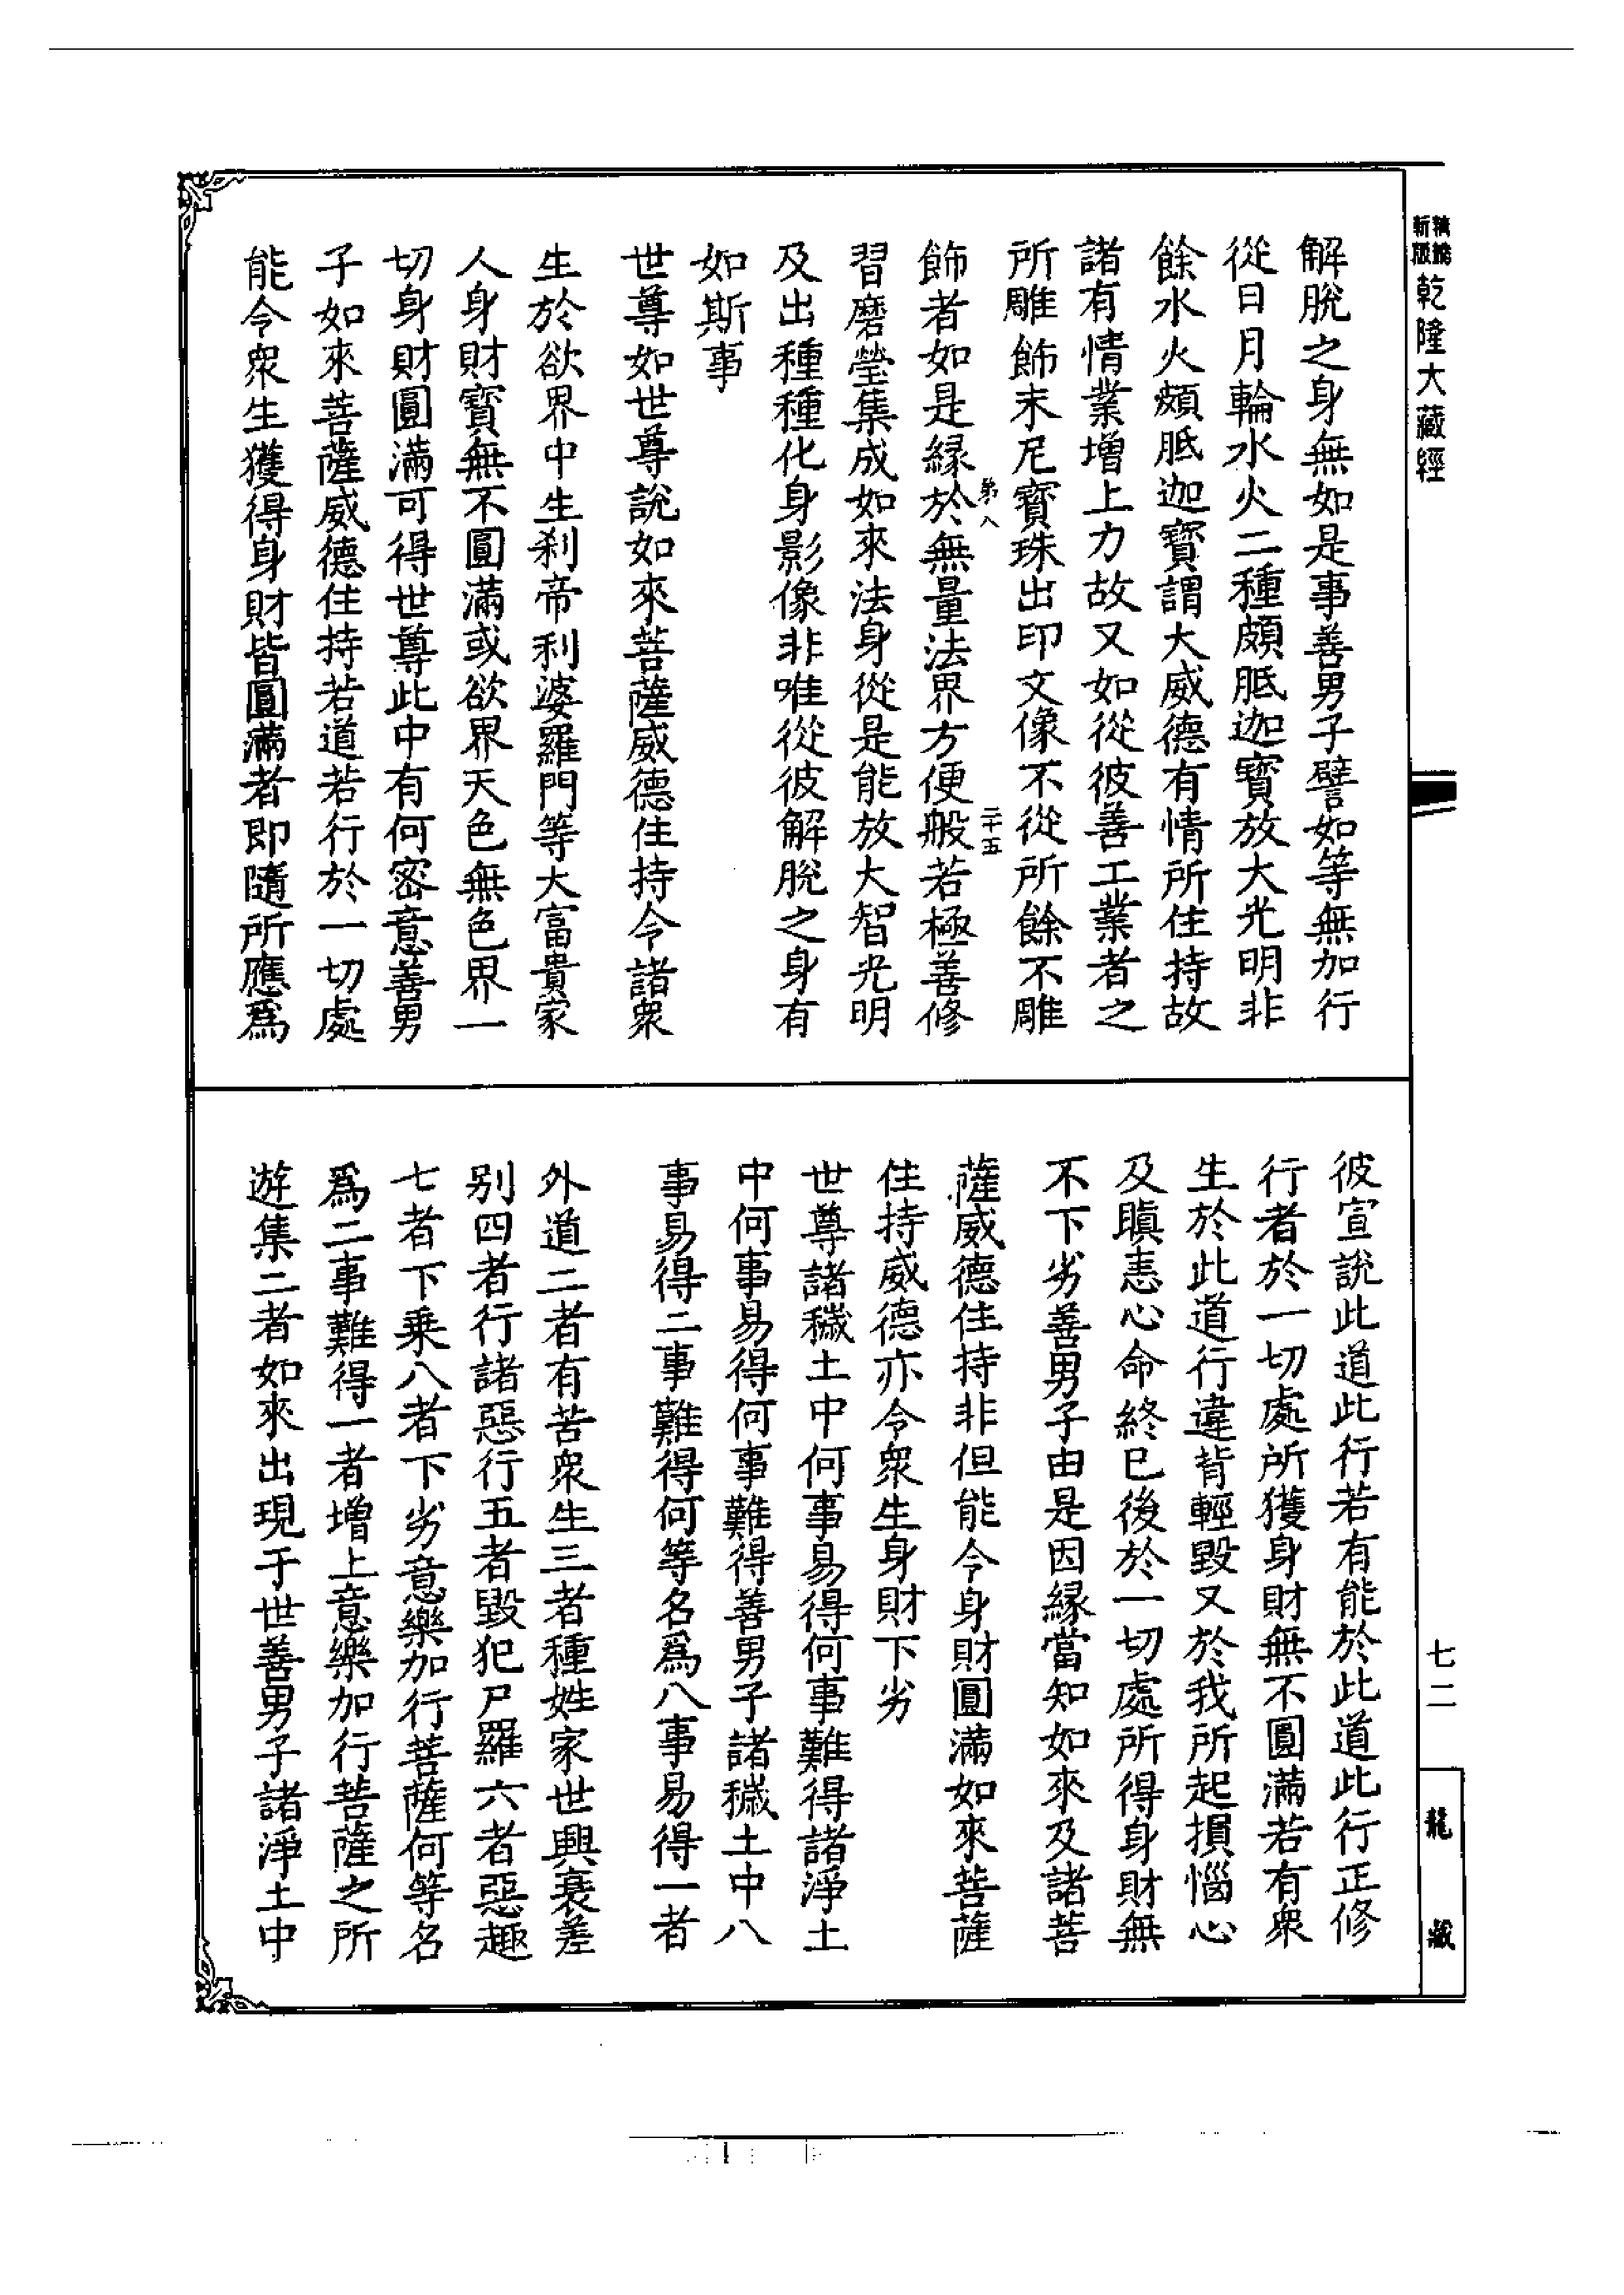 精縮
新版
乾隆大藏經
解脫之身無如是事善男子譬如等無加行
從日月輪水火二種頗胝迦寶放大光明非
餘水火頗胝迦寶謂大威德有情所住持故
諸有情業增上力故又如從彼善工業者之
所雕飾末尼寶珠出印文像不從所餘不雕
第八
二十五
飾者如是緣於無量法界方便般若極善修
習磨瑩集成如來法身從是能放大智光明
及出種種化身影像非唯從彼解脫之身有
如斯事
世尊如世尊說如來菩薩威德住持令諸衆
生於欲界中生刹帝利婆羅門等大富貴家
人身財寶無不圓滿或欲界天色無色界一
切身財圓滿可得世尊此中有何密意善男
子如來菩薩威德住持若道若行於一切處
能令衆生獲得身財皆圓滿者即隨所應爲
彼宣說此道此行若有能於此道此行正修
行者於一切處所獲身財無不圓滿若有衆
生於此道行違背輕毀又於我所起損惱心
及瞋恚心命終已後於一切處所得身財無
不下劣善男子由是因緣當知如來及諸菩
薩威德住持非但能令身財圓滿如來菩薩
住持威德亦令衆生身財下劣
世尊諸穢土中何事易得何事難得諸淨土
中何事易得何事難得善男子諸穢土中八
事易得二事難得何等名爲八事易得一者
外道二者有苦衆生三者種姓家世興衰差
別四者行諸惡行五者毀犯尸羅六者惡趣
七者下乘八者下劣意樂加行菩薩何等名
爲二事難得一者增上意樂加行菩薩之所
遊集二者如來出現于世善男子諸淨土中
七二
龍
藏